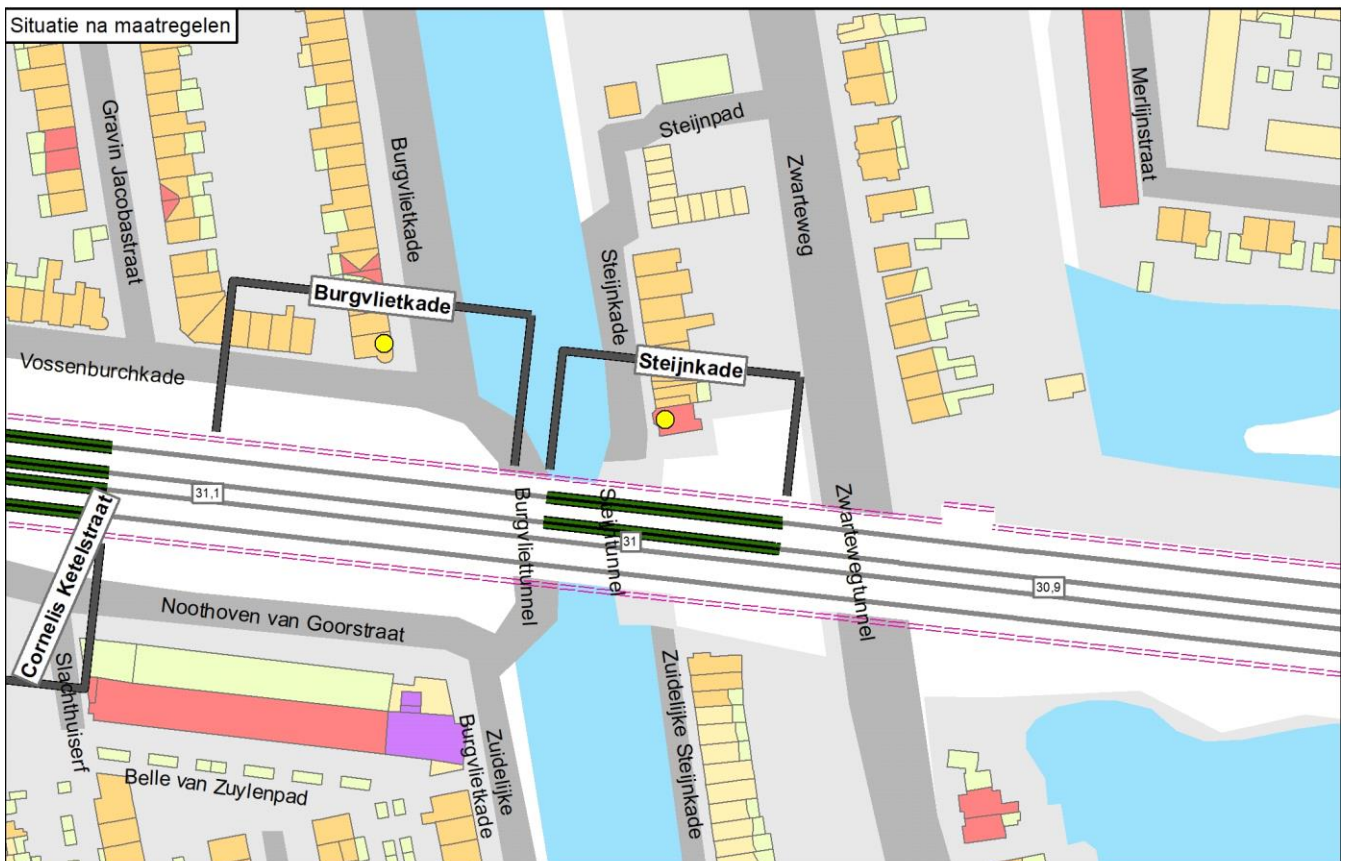 Situatie na maatregelen
Gravin Jacobastraat
Burgvlietkade
Steijnpad
Zwarteweg
Merlijnstraat
Burgvlietkade
Steijnkade
Steijnkade
Vossenburchkade
31,1
Burgvliettunnel
Steijntunnel
31
Zwartewegtunnel
30,9
Cornelis Ketelstraat
Noothoven van Goorstraat
Slachthuiserf
Zuidelijke
Burgvlietkade
Zuidelijke Steijnkade
Belle van Zuylenpad